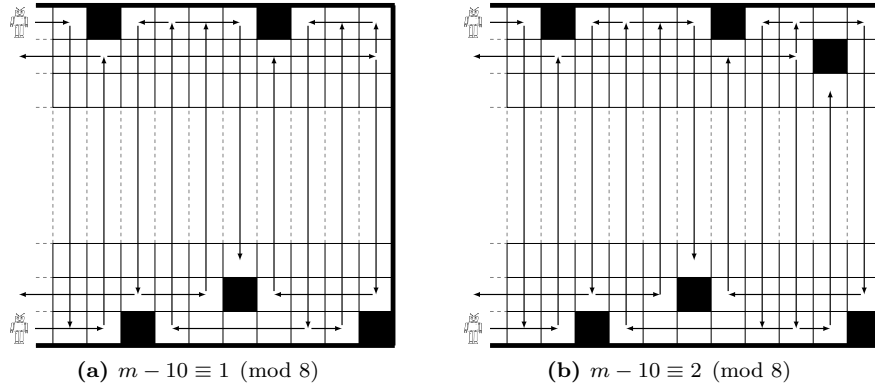 (a) m − 10 ≡ 1 (mod 8)
(b) m − 10 ≡ 2 (mod 8)